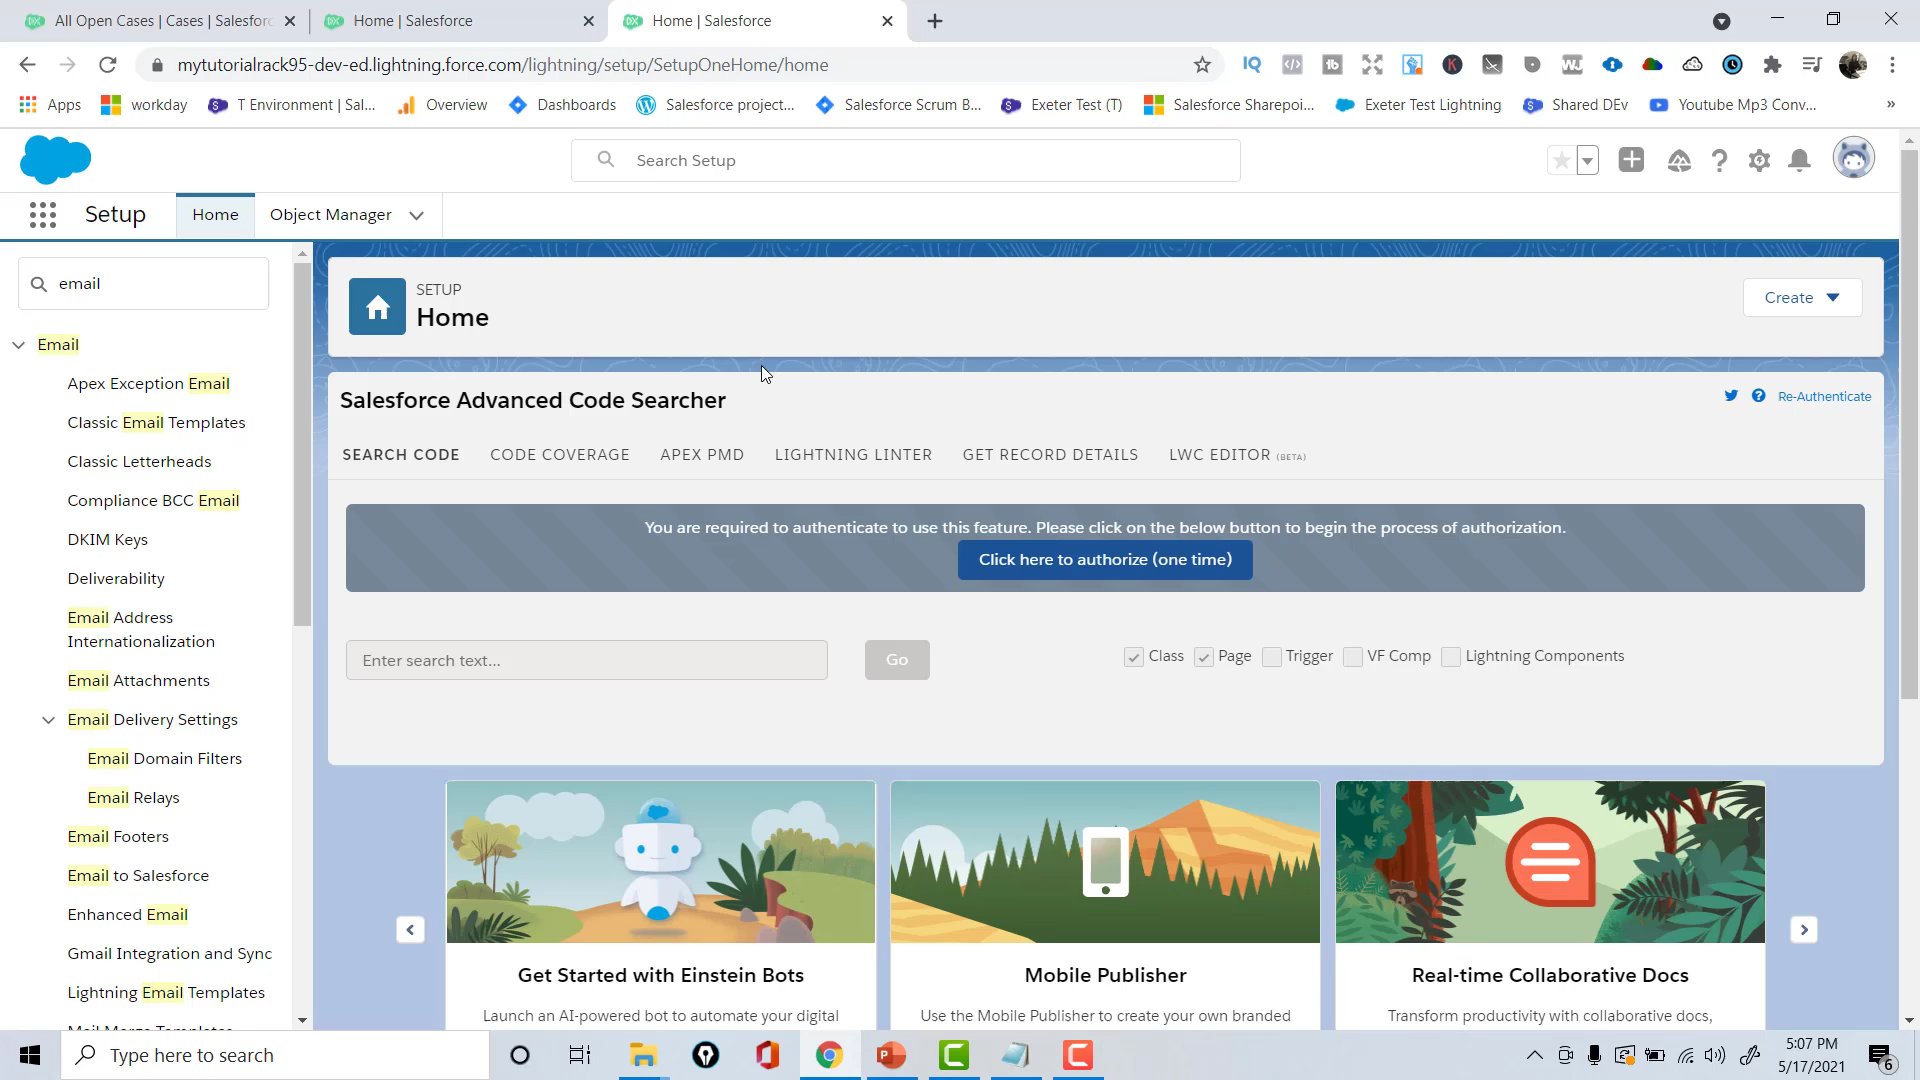 All Open Cases | Cases | Salesforc
Home | Salesforce
Home | Salesforce
mytutorialrack95-dev-ed.lightning.force.com/lightning/setup/SetupOneHome/home
Apps
workday
T Environment | Sal...
Overview
Dashboards
Salesforce project...
Salesforce Scrum B...
Exeter Test (T)
Salesforce Sharepoi...
Exeter Test Lightning
Shared DEv
Youtube Mp3 Conv...
Search Setup
Setup
Home
Object Manager
email
Email
Apex Exception Email
Classic Email Templates
Classic Letterheads
Compliance BCC Email
DKIM Keys
Deliverability
Email Address
Internationalization
Email Attachments
Email Delivery Settings
Email Domain Filters
Email Relays
Email Footers
Email to Salesforce
Enhanced Email
Gmail Integration and Sync
Lightning Email Templates
Mail Merge Templates
SETUP
Home
Create
Salesforce Advanced Code Searcher
Re-Authenticate
SEARCH CODE
CODE COVERAGE
APEX PMD
LIGHTNING LINTER
GET RECORD DETAILS
LWC EDITOR (BETA)
You are required to authenticate to use this feature. Please click on the below button to begin the process of authorization.
Click here to authorize (one time)
Enter search text...
Go
Class
Page
Trigger
VF Comp
Lightning Components
Get Started with Einstein Bots
Launch an AI-powered bot to automate your digital
Mobile Publisher
Use the Mobile Publisher to create your own branded
Real-time Collaborative Docs
Transform productivity with collaborative docs,
Type here to search
5:07 PM
5/17/2021
6